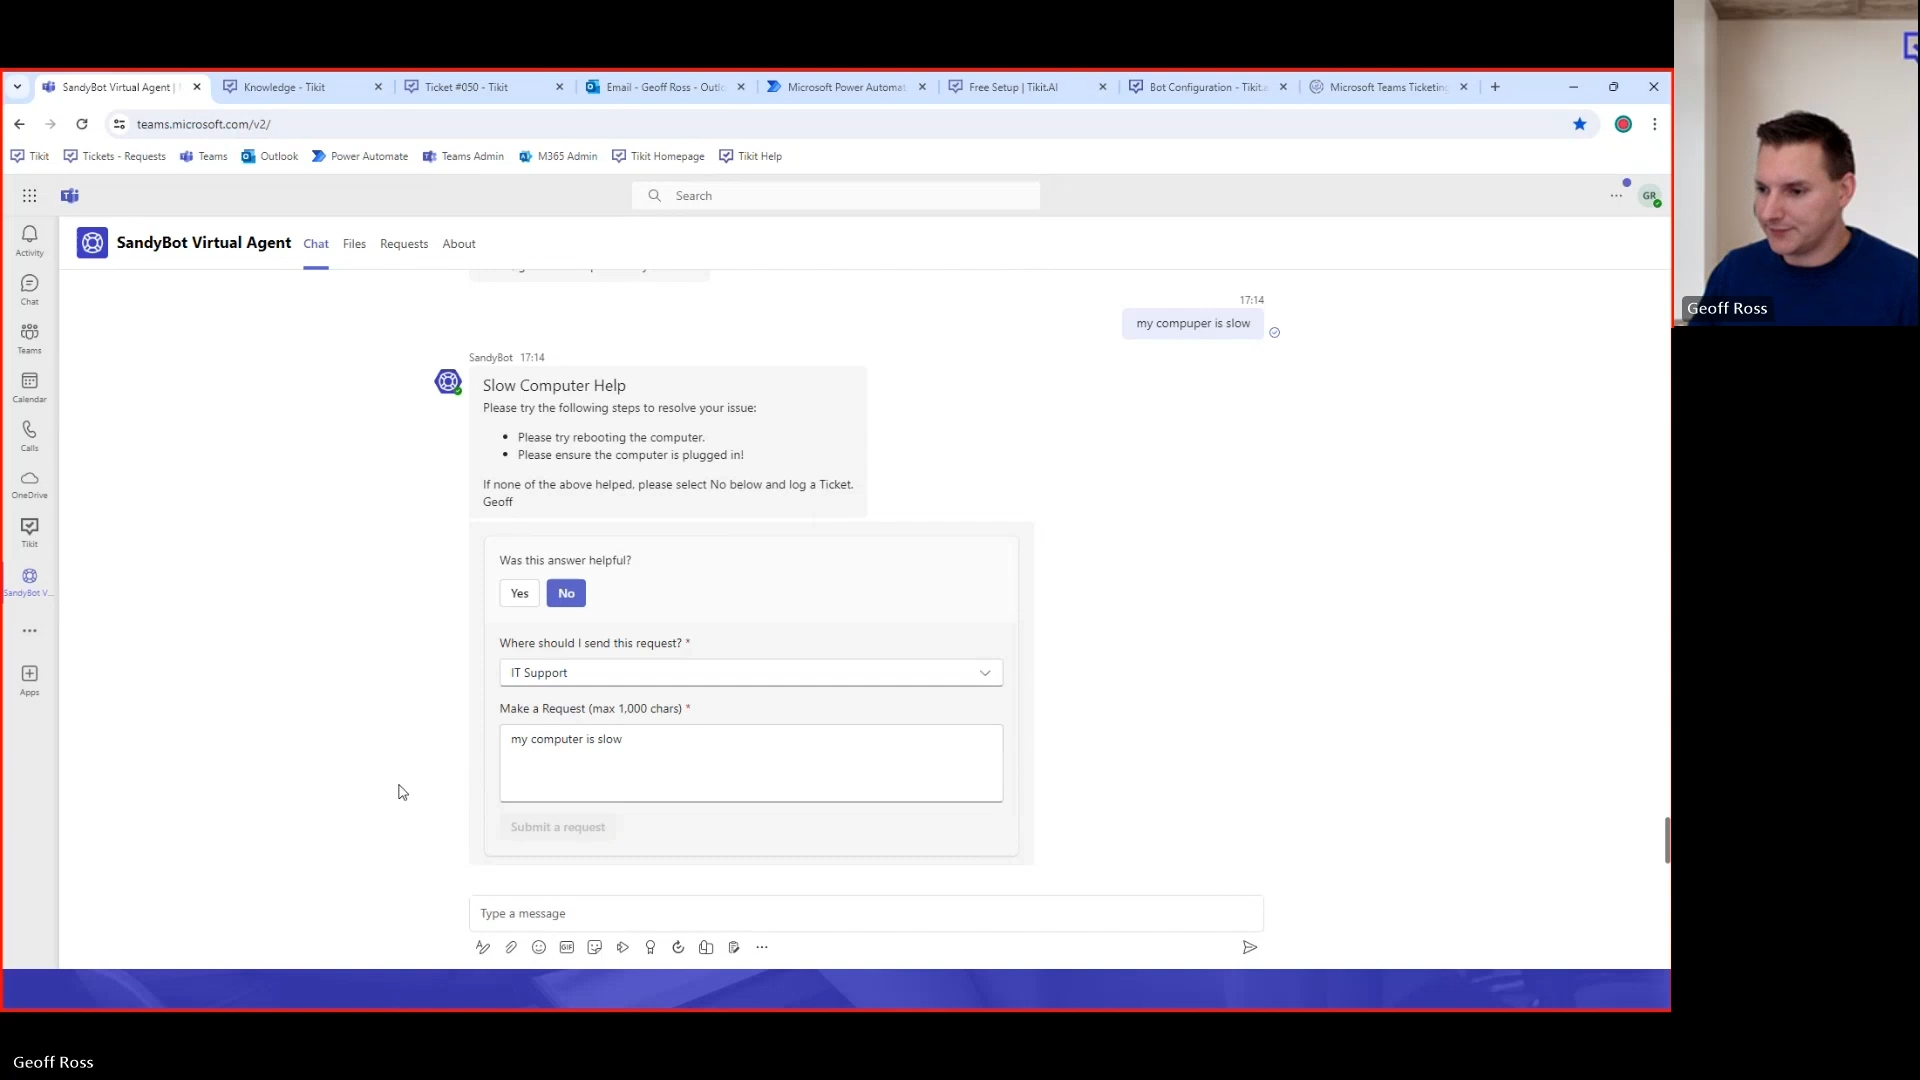 SandyBot Virtual Agent |
Knowledge - Tikit
Ticket #050 - Tikit
Email - Geoff Ross - Outlo
Microsoft Power Automat
Free Setup | Tikit.AI
Bot Configuration - Tikit.a
Microsoft Teams Ticketing
teams.microsoft.com/v2/
Tikit
Tickets - Requests
Teams
Outlook
Power Automate
Teams Admin
M365 Admin
Tikit Homepage
Tikit Help
Search
GR
Activity
Chat
Teams
Calendar
Calls
OneDrive
Tikit
SandyBot V...
Apps
SandyBot Virtual Agent
Chat
Files
Requests
About
17:14
my compuper is slow
SandyBot 17:14
Slow Computer Help
Please try the following steps to resolve your issue:
• Please try rebooting the computer.
• Please ensure the computer is plugged in!
If none of the above helped, please select No below and log a Ticket.
Geoff
Was this answer helpful?
Yes
No
Where should I send this request? *
IT Support
Make a Request (max 1,000 chars) *
my computer is slow
Submit a request
Type a message
GIF
Geoff Ross
Geoff Ross